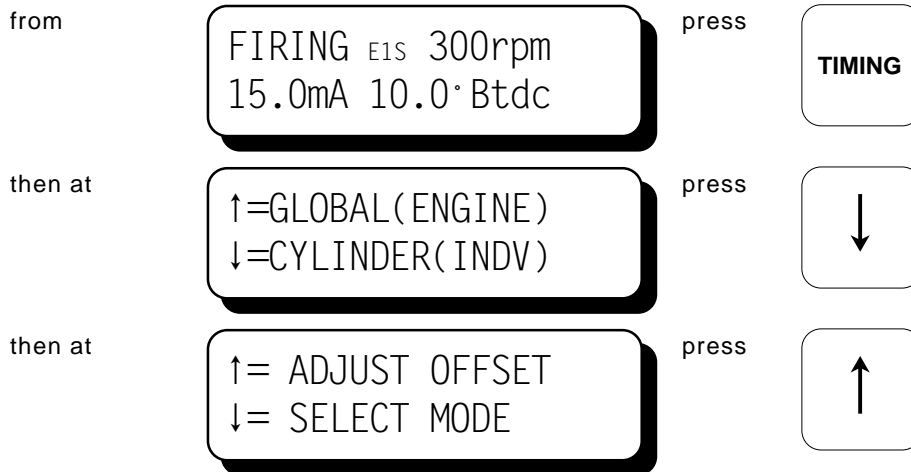 from
FIRING E1S 300rpm
15.0mA 10.0°Btdc
press
TIMING
then at
↑=GLOBAL(ENGINE)
↓=CYLINDER(INDV)
press
↓
then at
↑= ADJUST OFFSET
↓= SELECT MODE
press
↑